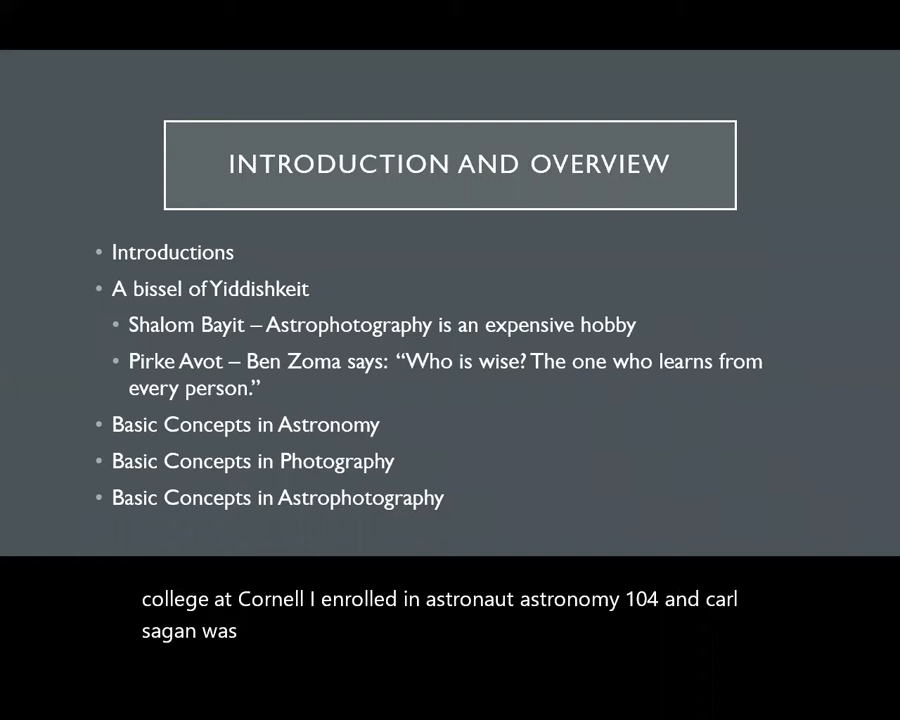 INTRODUCTION AND OVERVIEW
• Introductions
• A bissel of Yiddishkeit
• Shalom Bayit – Astrophotography is an expensive hobby
• Pirke Avot – Ben Zoma says: “Who is wise? The one who learns from
every person.”
• Basic Concepts in Astronomy
• Basic Concepts in Photography
• Basic Concepts in Astrophotography
college at Cornell I enrolled in astronaut astronomy 104 and carl
sagan was